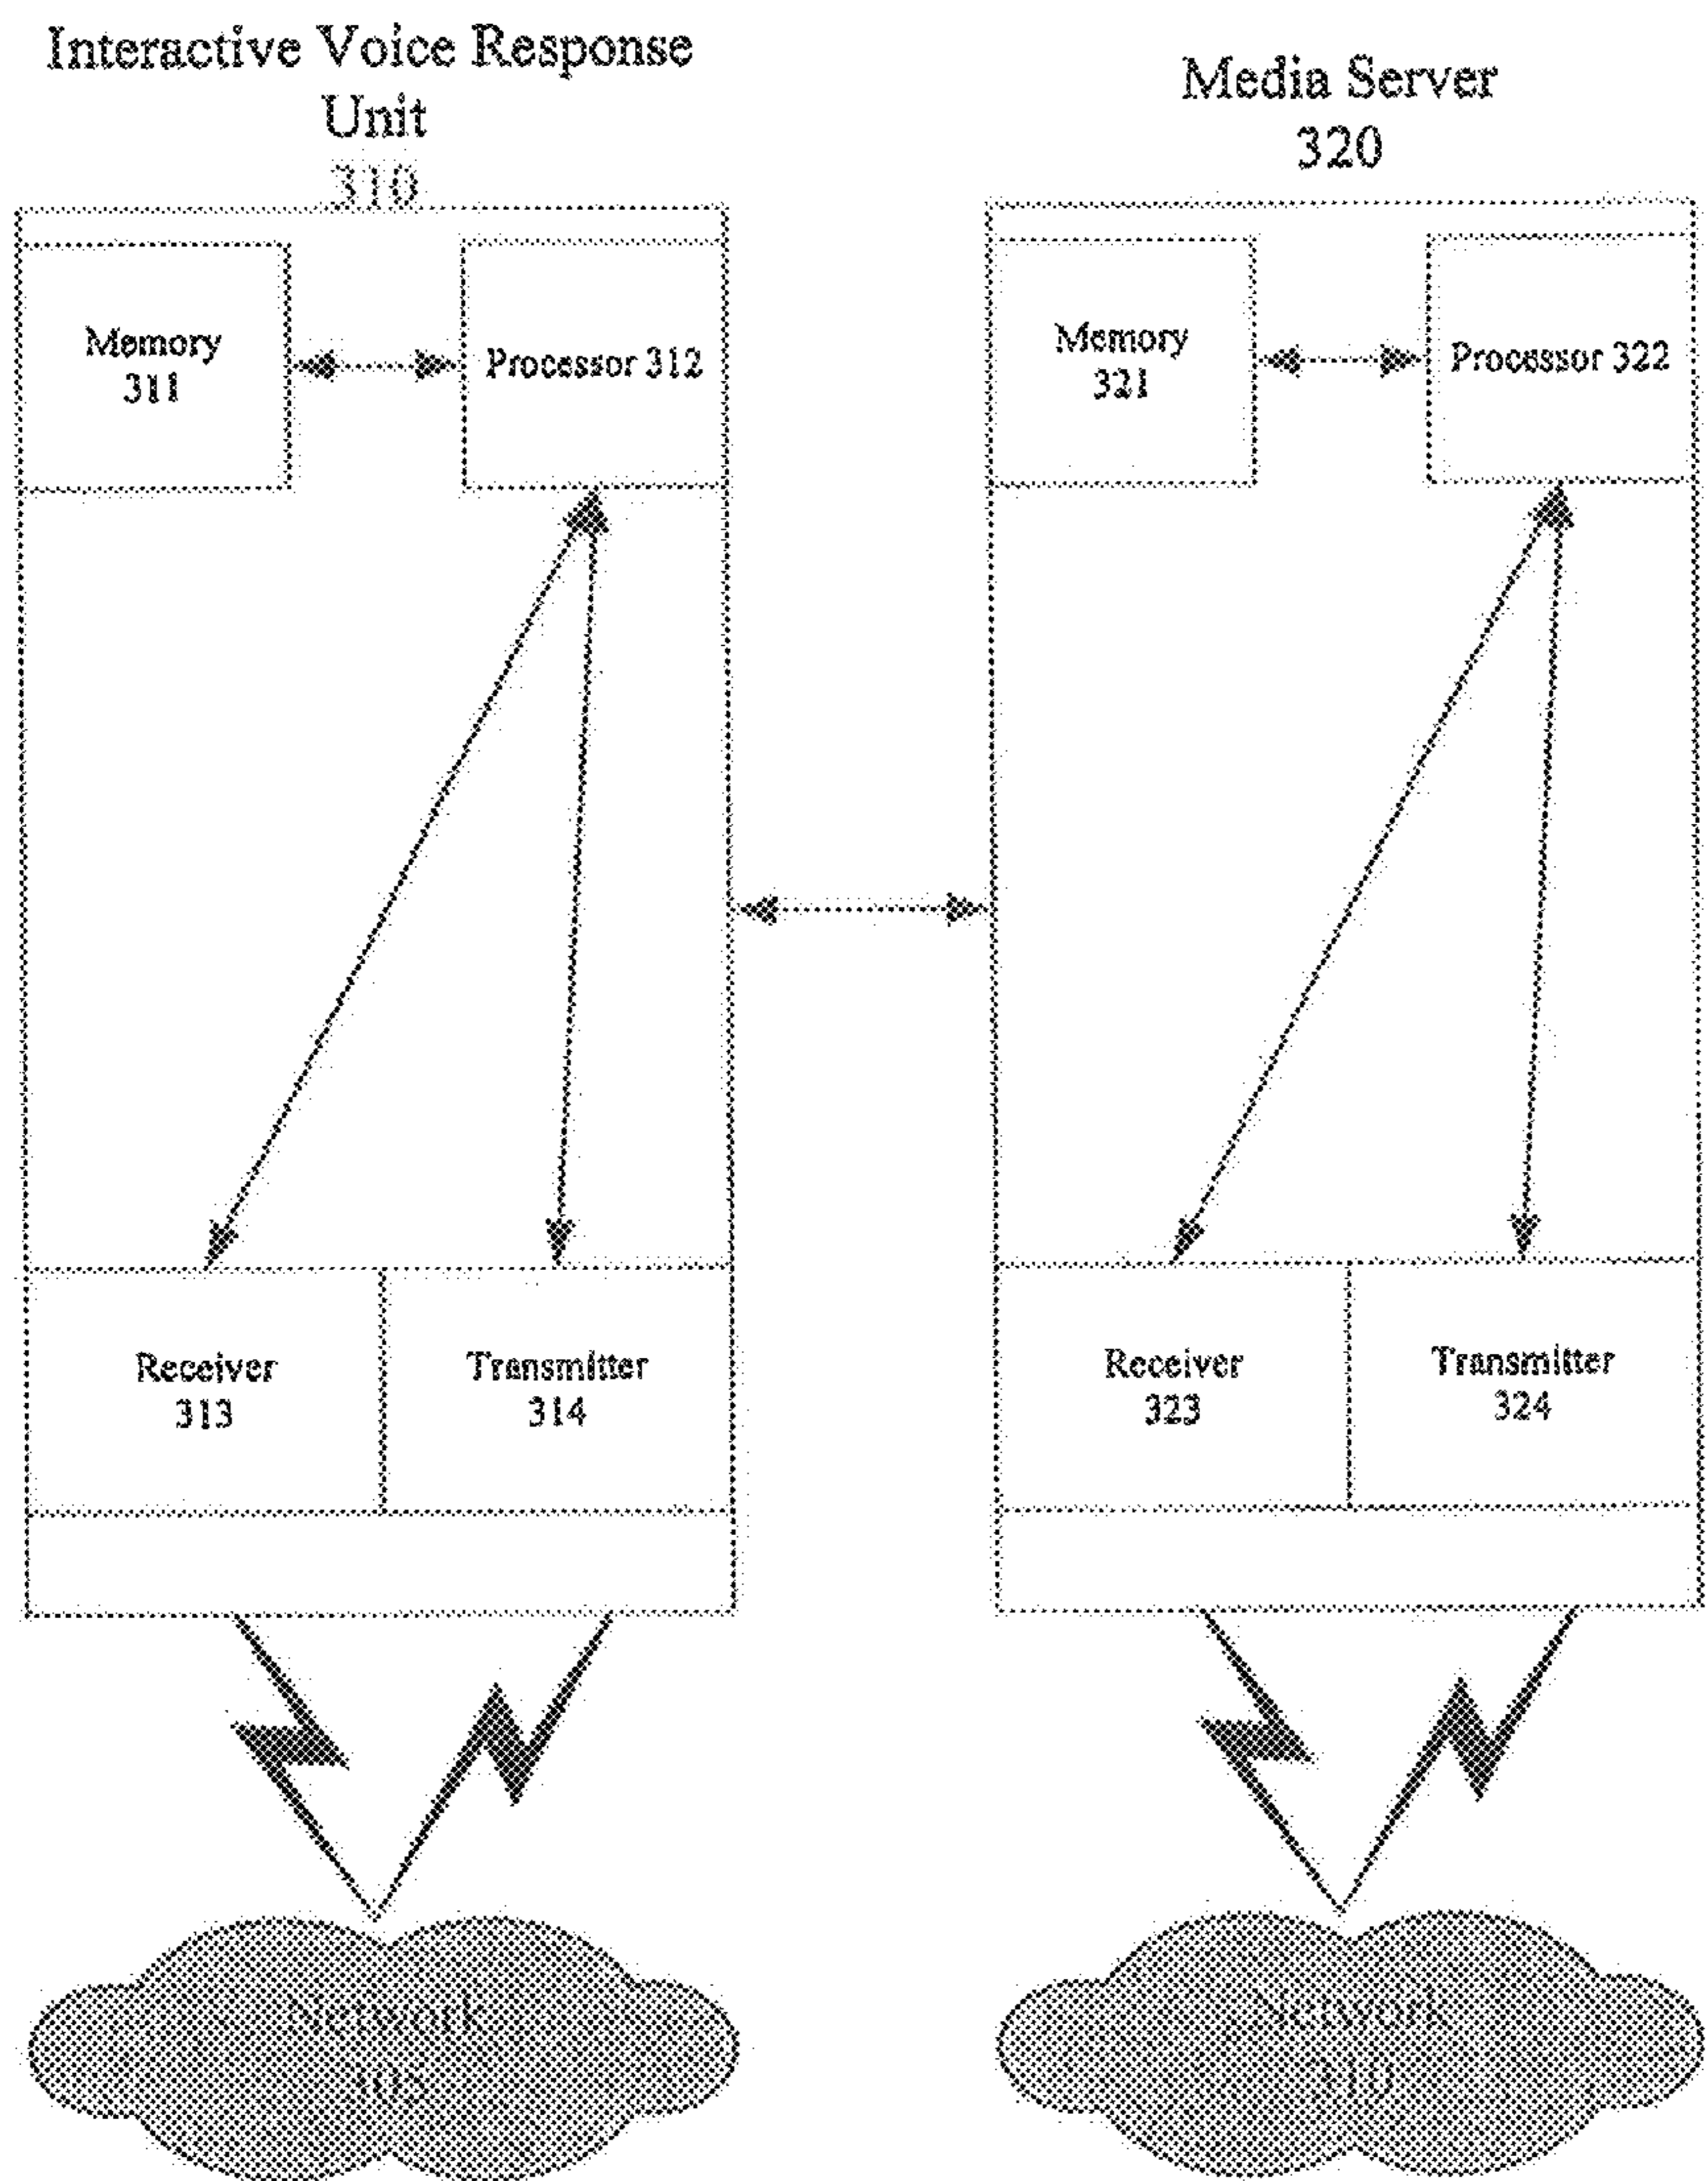 Interactive Voice Response
Unit
310
Media Server
320
Memory
311
Processor 312
Memory
321
Processor 322
Receiver
313
Transmitter
314
Receiver
323
Transmitter
324
Network
Network
310